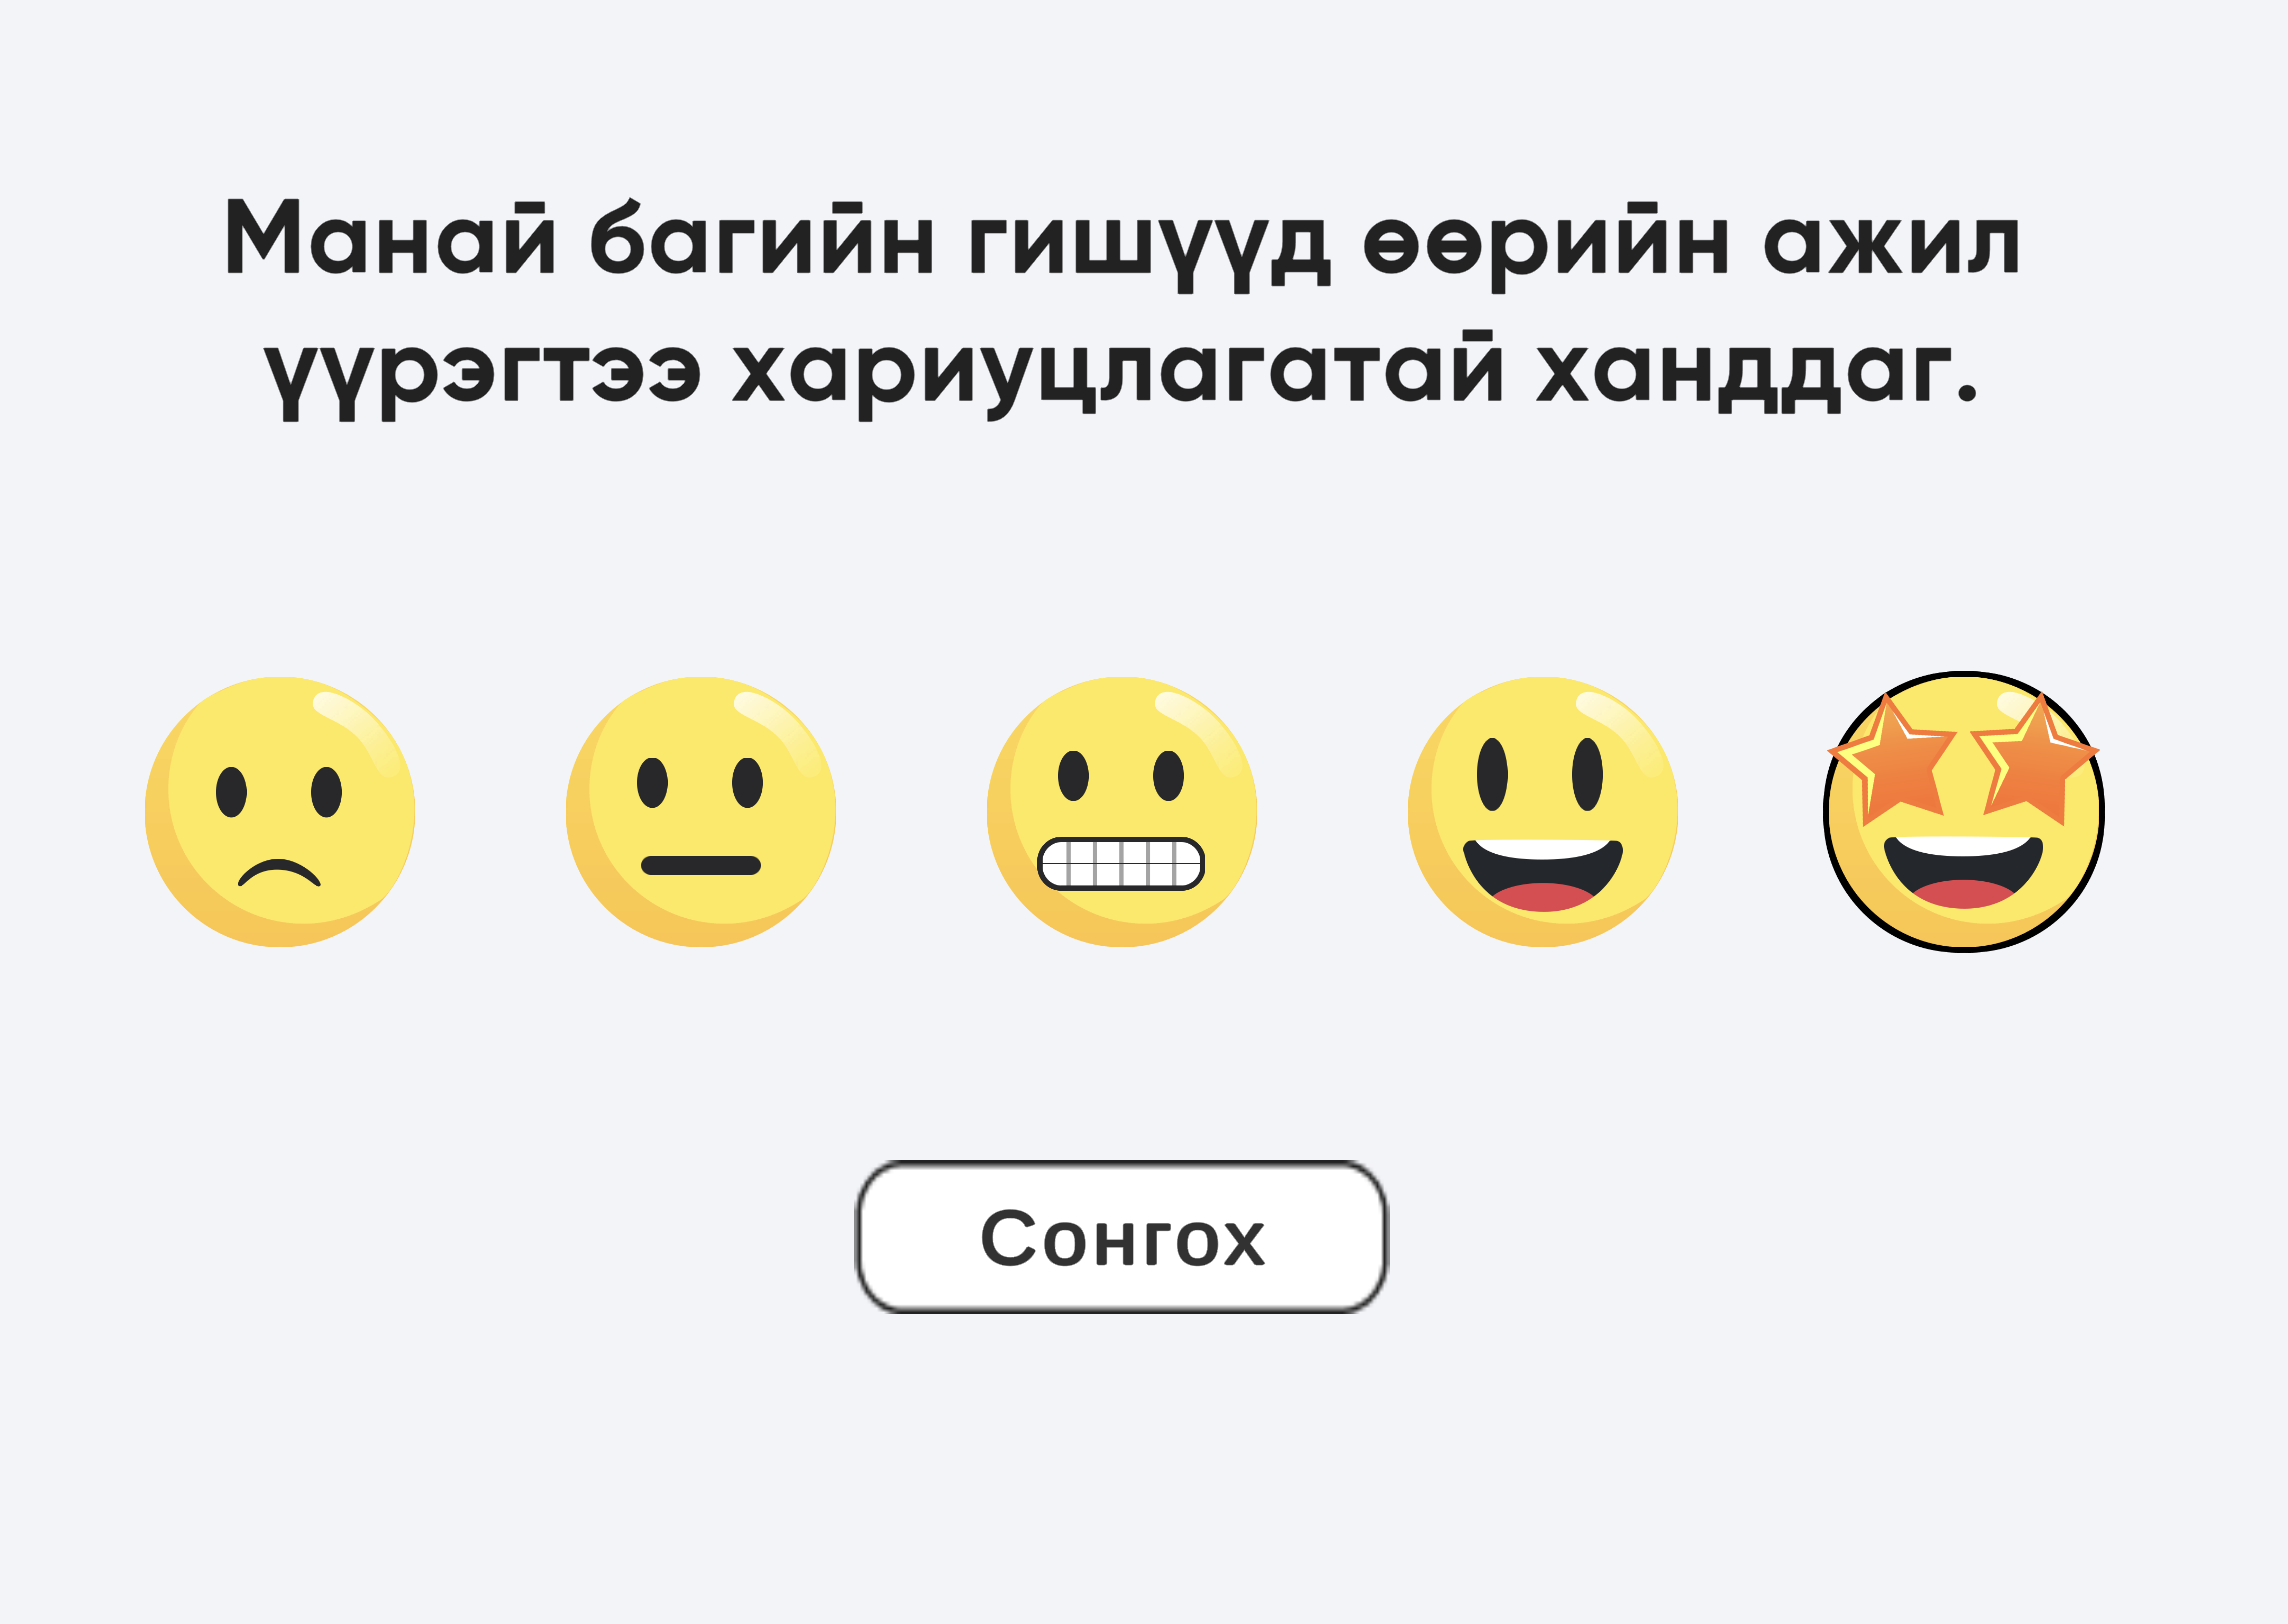 Манай багийн гишүүд өөрийн ажил
үүрэгтээ хариуцлагатай ханддаг.
Сонгох